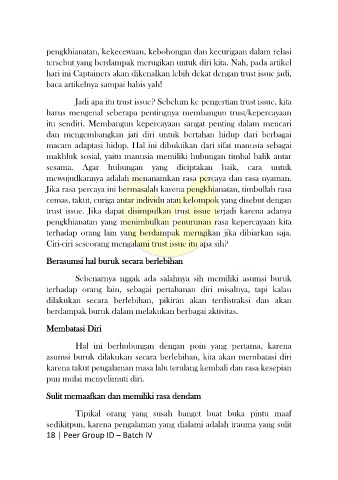 pengkhianatan, kekecewaan, kebohongan dan kecurigaan dalam relasi
tersebut yang berdampak merugikan untuk diri kita. Nah, pada artikel
hari ini Captainers akan dikenalkan lebih dekat dengan trust issue jadi,
baca artikelnya sampai habis yah!
Jadi apa itu trust issue? Sebelum ke pengertian trust issue, kita
harus mengenal seberapa pentingnya membangun trust/kepercayaan
itu sendiri. Membangun kepercayaan sangat penting dalam mencari
dan mengembangkan jati diri untuk bertahan hidup dari berbagai
macam adaptasi hidup. Hal ini dibuktikan dari sifat manusia sebagai
makhluk sosial, yaitu manusia memiliki hubungan timbal balik antar
sesama. Agar hubungan yang diciptakan baik, cara untuk
mewujudkannya adalah menanamkan rasa percaya dan rasa nyaman.
Jika rasa percaya ini bermasalah karena pengkhianatan, timbullah rasa
cemas, takut, curiga antar individu atau kelompok yang disebut dengan
trust issue. Jika dapat disimpulkan trust issue terjadi karena adanya
pengkhianatan yang menimbulkan penurunan rasa kepercayaan kita
terhadap orang lain yang berdampak merugikan jika dibiarkan saja.
Ciri-ciri seseorang mengalami trust issue itu apa sih?
Berasumsi hal buruk secara berlebihan
Sebenarnya nggak ada salahnya sih memiliki asumsi buruk
terhadap orang lain, sebagai pertahanan diri misalnya, tapi kalau
dilakukan secara berlebihan, pikiran akan terdistraksi dan akan
berdampak buruk dalam melakukan berbagai aktivitas.
Membatasi Diri
Hal ini berhubungan dengan poin yang pertama, karena
asumsi buruk dilakukan secara berlebihan, kita akan membatasi diri
karena takut pengalaman masa lalu terulang kembali dan rasa kesepian
pun mulai menyelimuti diri.
Sulit memaafkan dan memiliki rasa dendam
Tipikal orang yang susah banget buat buka pintu maaf
sedikitpun, karena pengalaman yang dialami adalah trauma yang sulit
18 | Peer Group ID – Batch IV